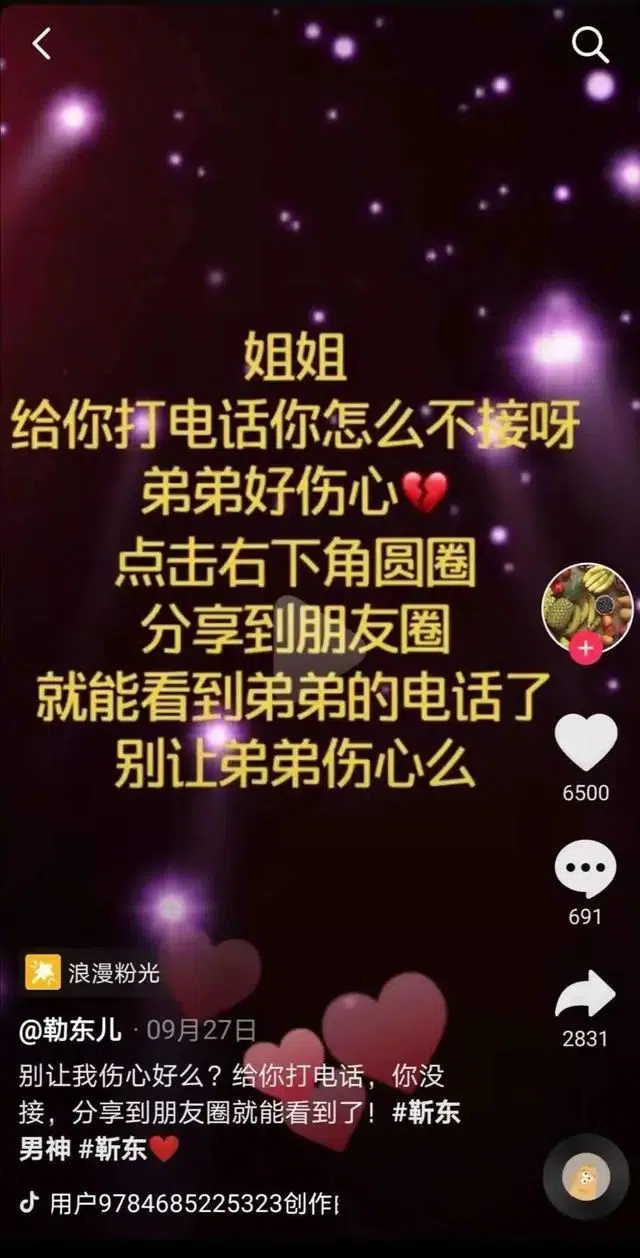 姐姐
给你打电话你怎么不接呀
弟弟好伤心💔
点击右下角圆圈
分享到朋友圈
就能看到弟弟的电话了
别让弟弟伤心么
6500
691
2831
浪漫粉光
@勒东儿 · 09月27日
别让我伤心好么？给你打电话，你没
接，分享到朋友圈就能看到了！#靳东
男神 #靳东❤️
用户9784685225323创作